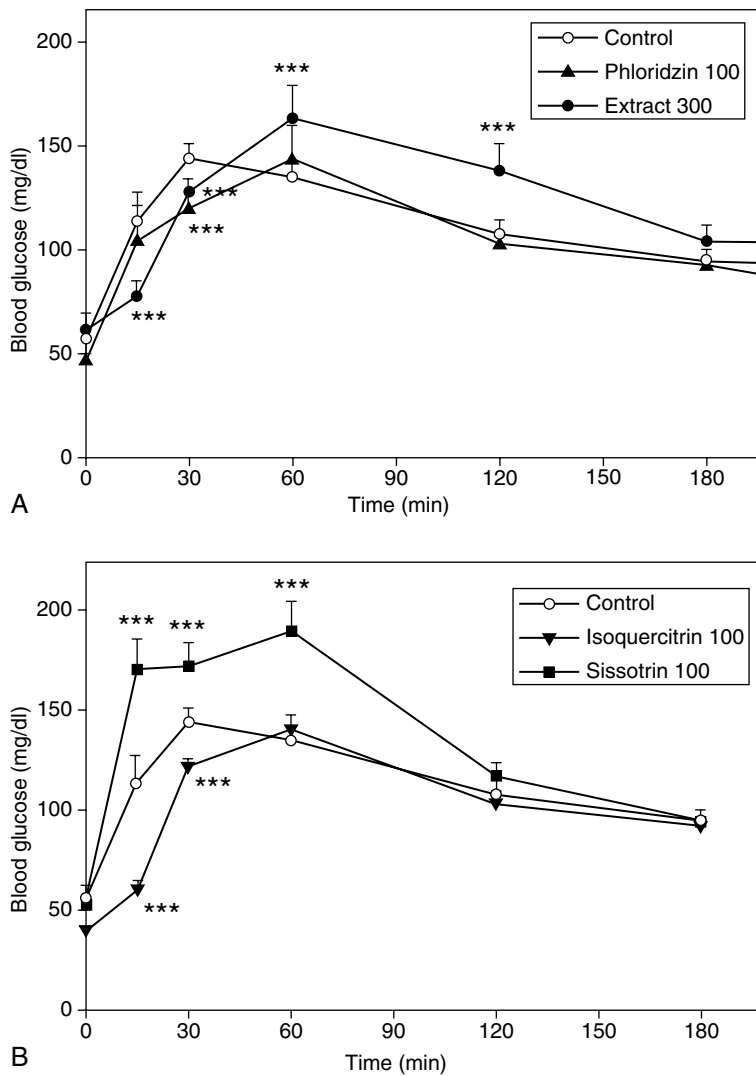 200
150
100
50
0
Blood glucose (mg/dl)
***
***
***
***
***
Control
Phloridzin 100
Extract 300
0 30 60 90 120 150 180
Time (min)
A
200
150
100
50
0
Blood glucose (mg/dl)
***
***
***
***
***
Control
Isoquercitrin 100
Sissotrin 100
0 30 60 90 120 150 180
Time (min)
B